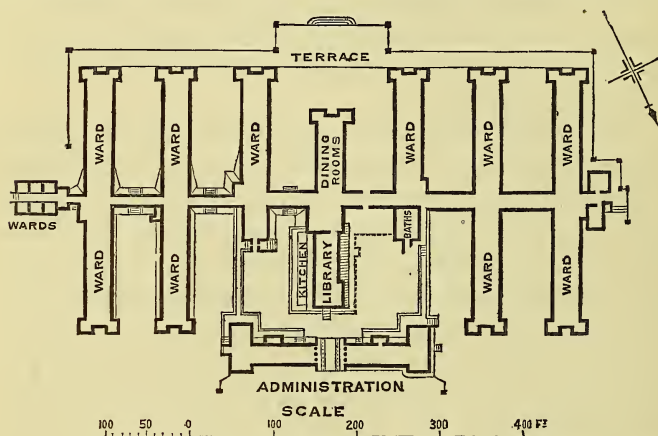 TERRACE
WARD
WARD
WARD
DINING
ROOMS
WARD
WARD
WARD
WARDS
WARD
WARD
KITCHEN
LIBRARY
BATHS
WARD
WARD
ADMINISTRATION
SCALE
100 50 0 100 200 300 400 FT